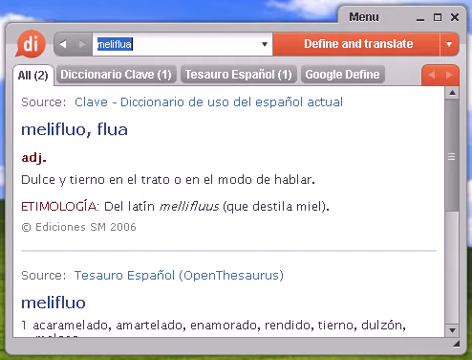 Menu
di
meliflua
Define and translate
All (2)
Diccionario Clave (1)
Tesauro Español (1)
Google Define
Source: Clave - Diccionario de uso del español actual
melifluo, flua
adj.
Dulce y tierno en el trato o en el modo de hablar.
ETIMOLOGÍA: Del latín mellifluus (que destila miel).
© Ediciones SM 2006
Source: Tesauro Español (OpenThesaurus)
melifluo
1 acaramelado, amartelado, enamorado, rendido, tierno, dulzón,